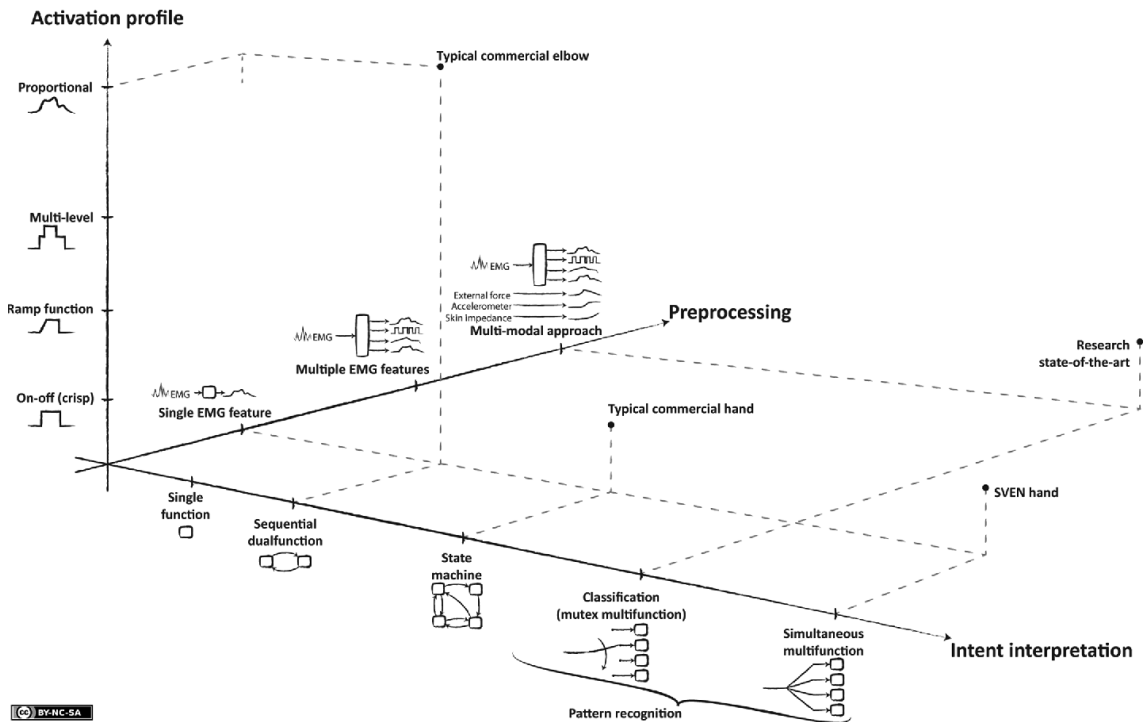 Activation profile
Typical commercial elbow
Proportional
Multi-level
EMG
External force
Accelerometer
Skin impedance
Multi-modal approach
Preprocessing
Ramp function
EMG
Multiple EMG features
Research
state-of-the-art
On-off (crisp)
EMG
Single EMG feature
Typical commercial hand
SVEN hand
Single
function
Sequential
dualfunction
State
machine
Classification
(mutex multifunction)
Simultaneous
multifunction
Intent interpretation
Pattern recognition
cc BY-NC-SA